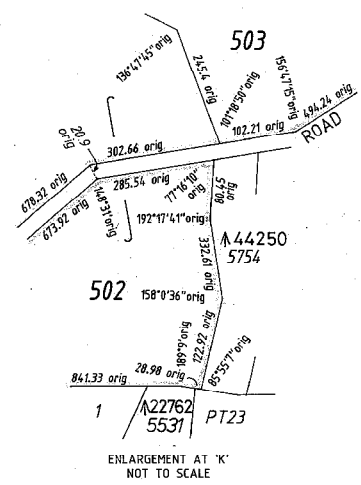 503
136°47'45" orig
245.4 orig
101°18'50" orig
156°47'15" orig
494.24 orig
102.21 orig
ROAD
20.9 orig
302.66 orig
285.54 orig
77°16'10" orig
80.45 orig
678.32 orig
673.92 orig
148°31' orig
192°17'41" orig
332.61 orig
44250
5754
502
158°0'36" orig
189°9' orig
122.92 orig
85°55'7" orig
28.98 orig
841.33 orig
1
22762
5531
PT23
ENLARGEMENT AT 'K'
NOT TO SCALE